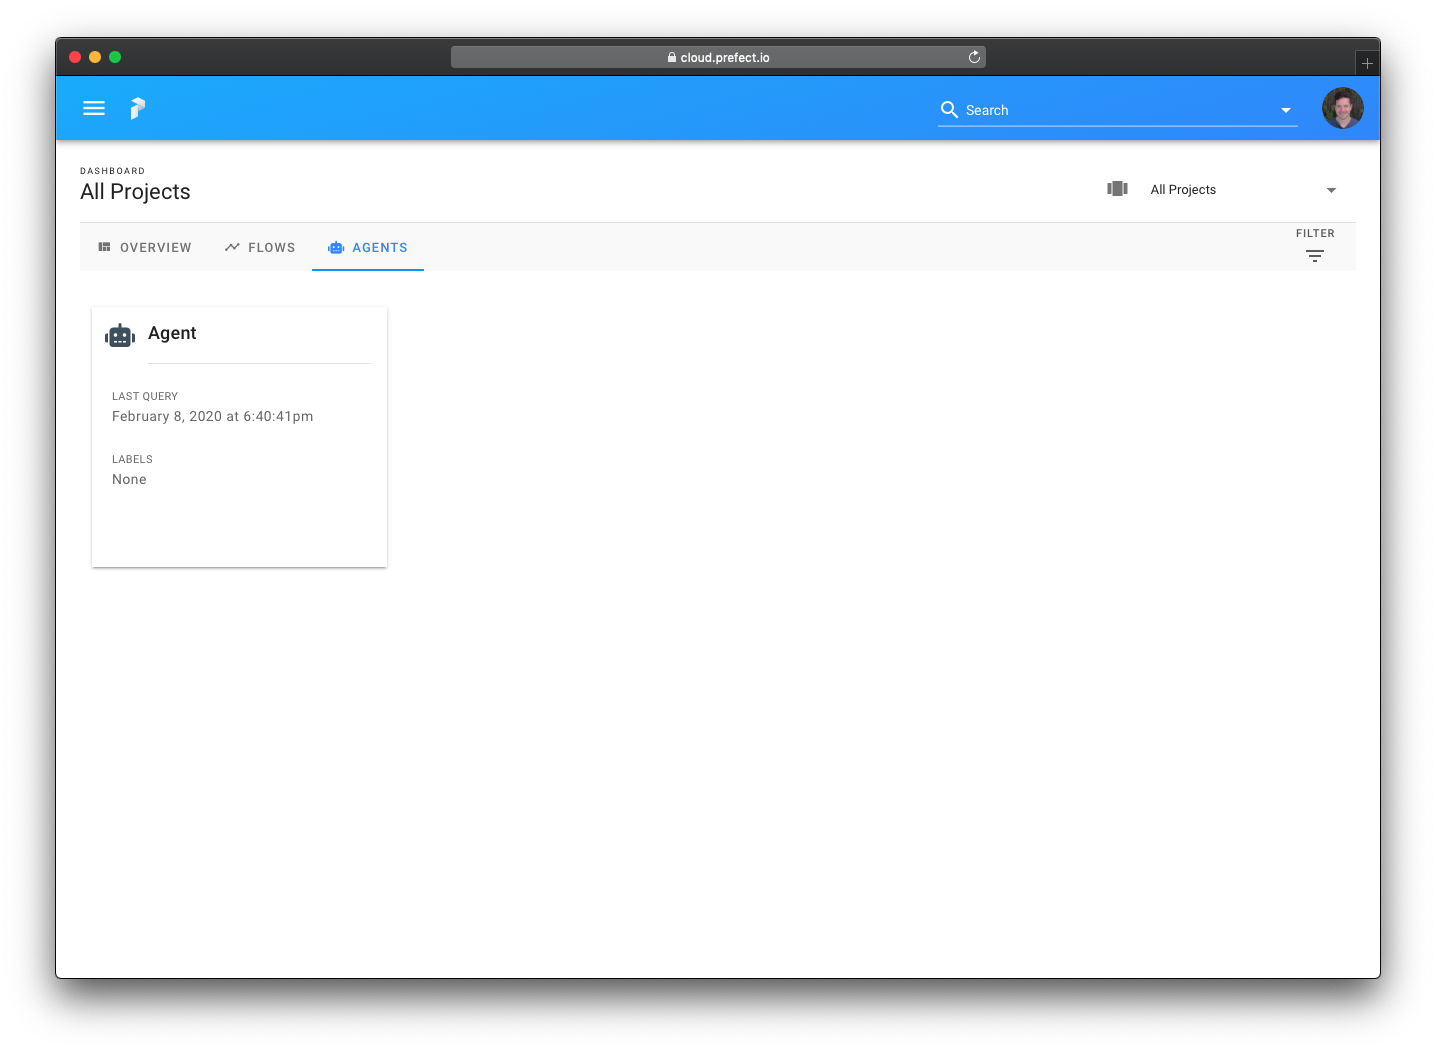 cloud.prefect.io
Search
DASHBOARD
All Projects
All Projects
OVERVIEW
FLOWS
AGENTS
FILTER
Agent
LAST QUERY
February 8, 2020 at 6:40:41pm
LABELS
None